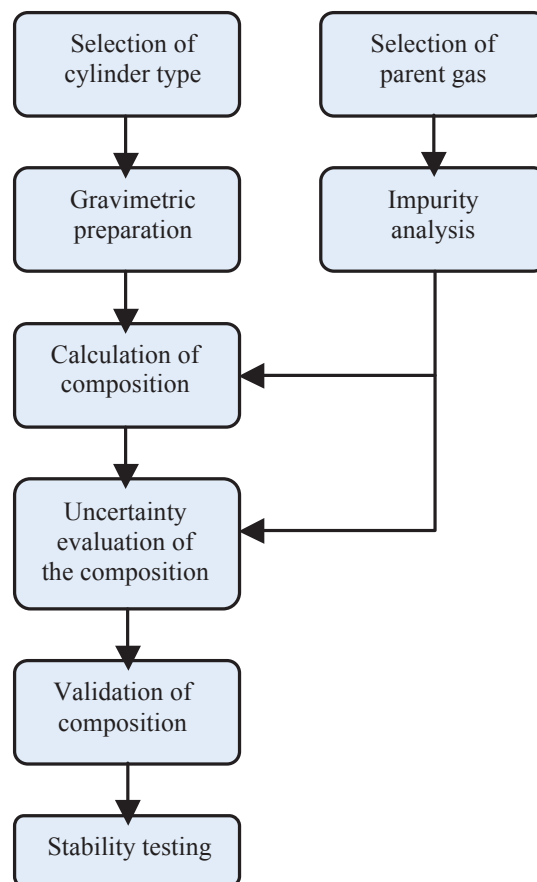 Selection of
cylinder type
Selection of
parent gas
Gravimetric
preparation
Impurity
analysis
Calculation of
composition
Uncertainty
evaluation of
the composition
Validation of
composition
Stability testing